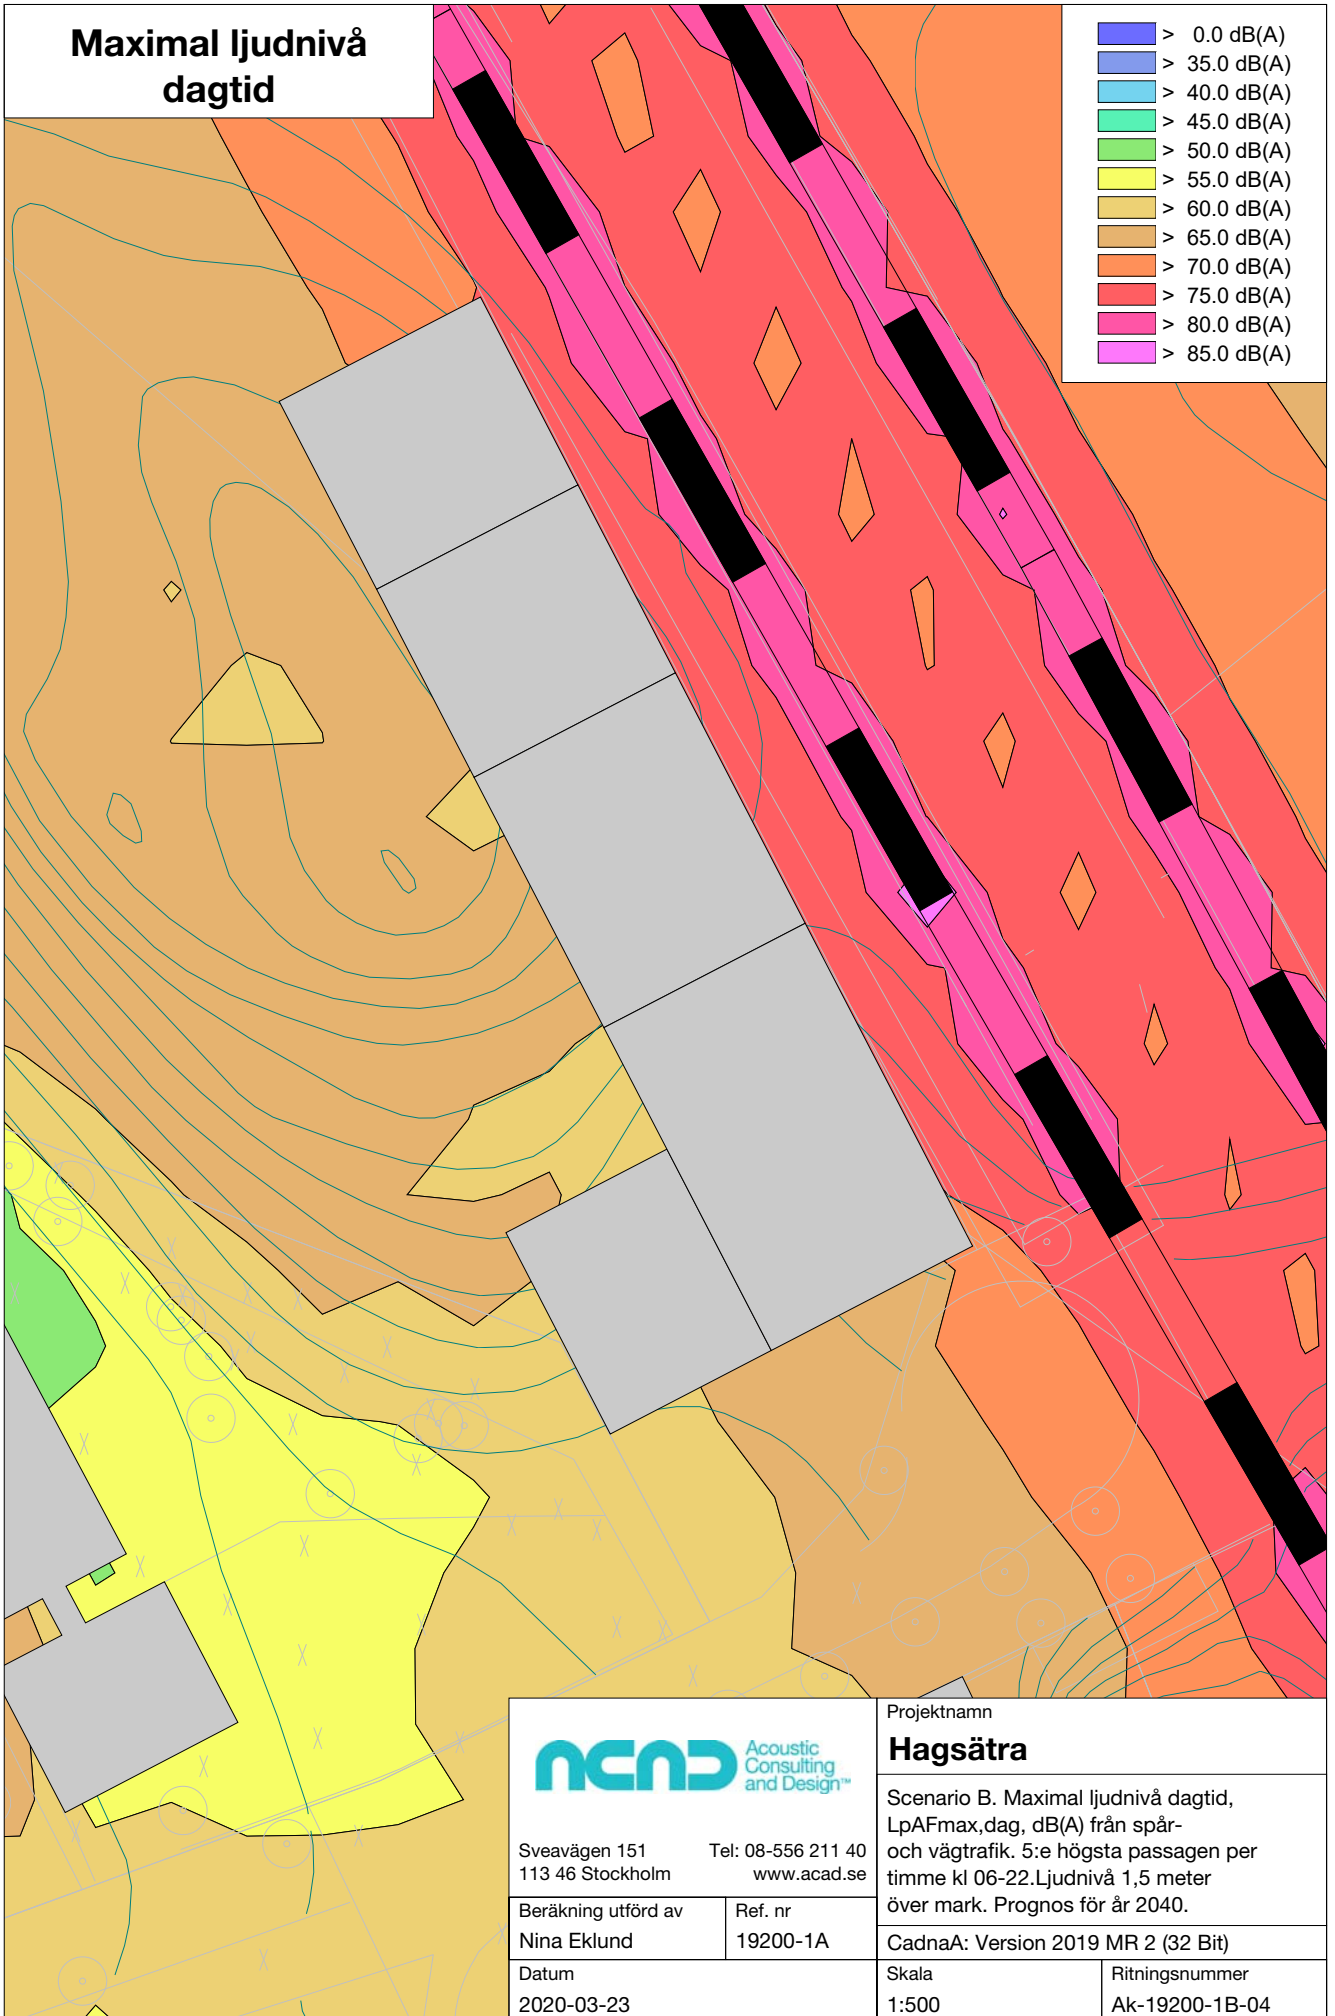 Maximal ljudnivå
dagtid
> 0.0 dB(A)
> 35.0 dB(A)
> 40.0 dB(A)
> 45.0 dB(A)
> 50.0 dB(A)
> 55.0 dB(A)
> 60.0 dB(A)
> 65.0 dB(A)
> 70.0 dB(A)
> 75.0 dB(A)
> 80.0 dB(A)
> 85.0 dB(A)
acad
Acoustic
Consulting
and Design™
Sveavägen 151 Tel: 08-556 211 40
113 46 Stockholm www.acad.se
Beräkning utförd av
Nina Eklund
Ref. nr
19200-1A
Datum
2020-03-23
Projektnamn
Hagsätra
Scenario B. Maximal ljudnivå dagtid,
LpAFmax,dag, dB(A) från spår-
och vägtrafik. 5:e högsta passagen per
timme kl 06-22.Ljudnivå 1,5 meter
över mark. Prognos för år 2040.
CadnaA: Version 2019 MR 2 (32 Bit)
Skala
1:500
Ritningsnummer
Ak-19200-1B-04